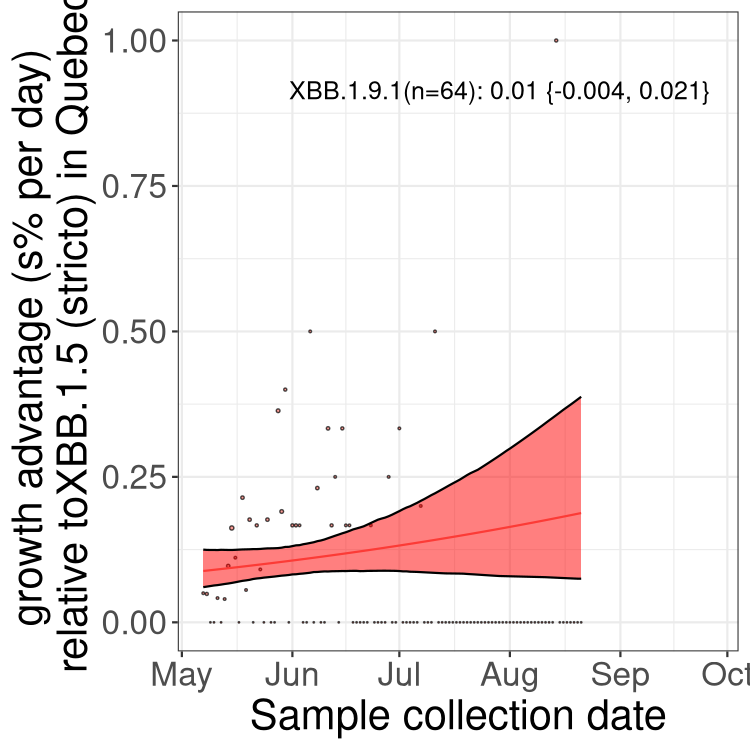 growth advantage (s% per day)
relative toXBB.1.5 (stricto) in Quebec
1.00
0.75
0.50
0.25
0.00
XBB.1.9.1(n=64): 0.01 {-0.004, 0.021}
May Jun Jul Aug Sep Oct
Sample collection date